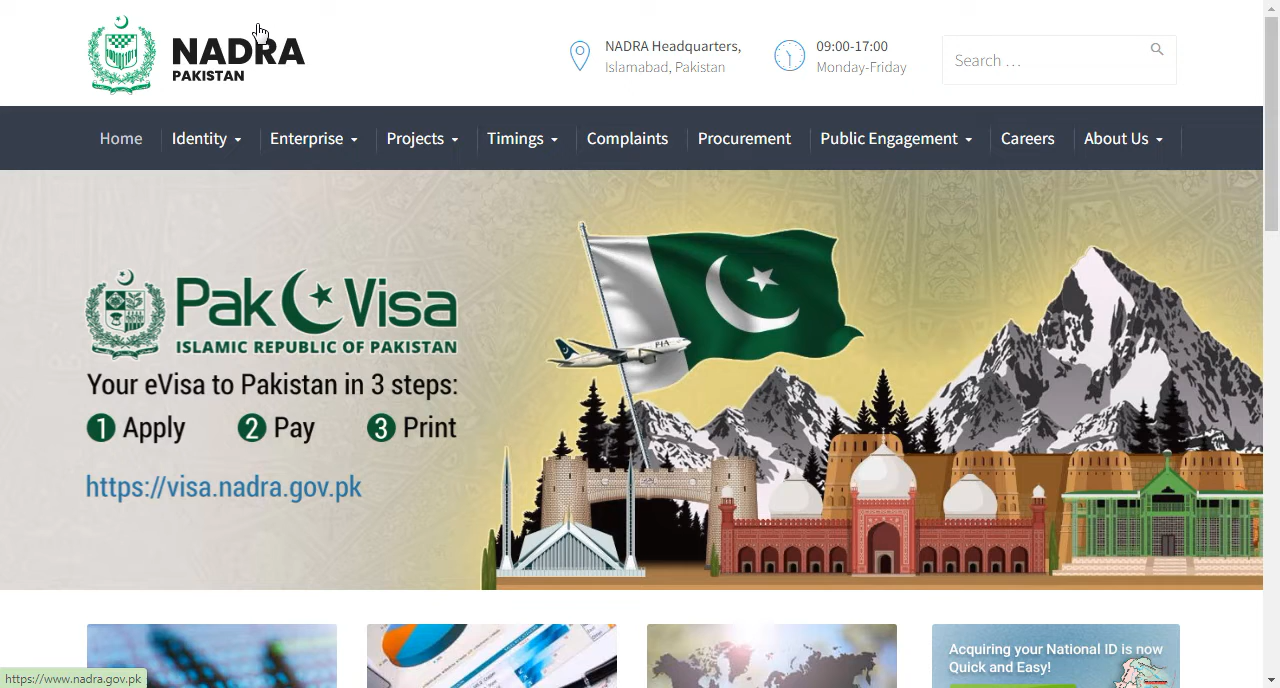 NADRA
PAKISTAN
NADRA Headquarters,
Islamabad, Pakistan
09:00-17:00
Monday-Friday
Search …
Home
Identity
Enterprise
Projects
Timings
Complaints
Procurement
Public Engagement
Careers
About Us
Pak Visa
ISLAMIC REPUBLIC OF PAKISTAN
Your eVisa to Pakistan in 3 steps:
1 Apply 2 Pay 3 Print
https://visa.nadra.gov.pk
PIA
Acquiring your National ID is now
Quick and Easy!
https://www.nadra.gov.pk